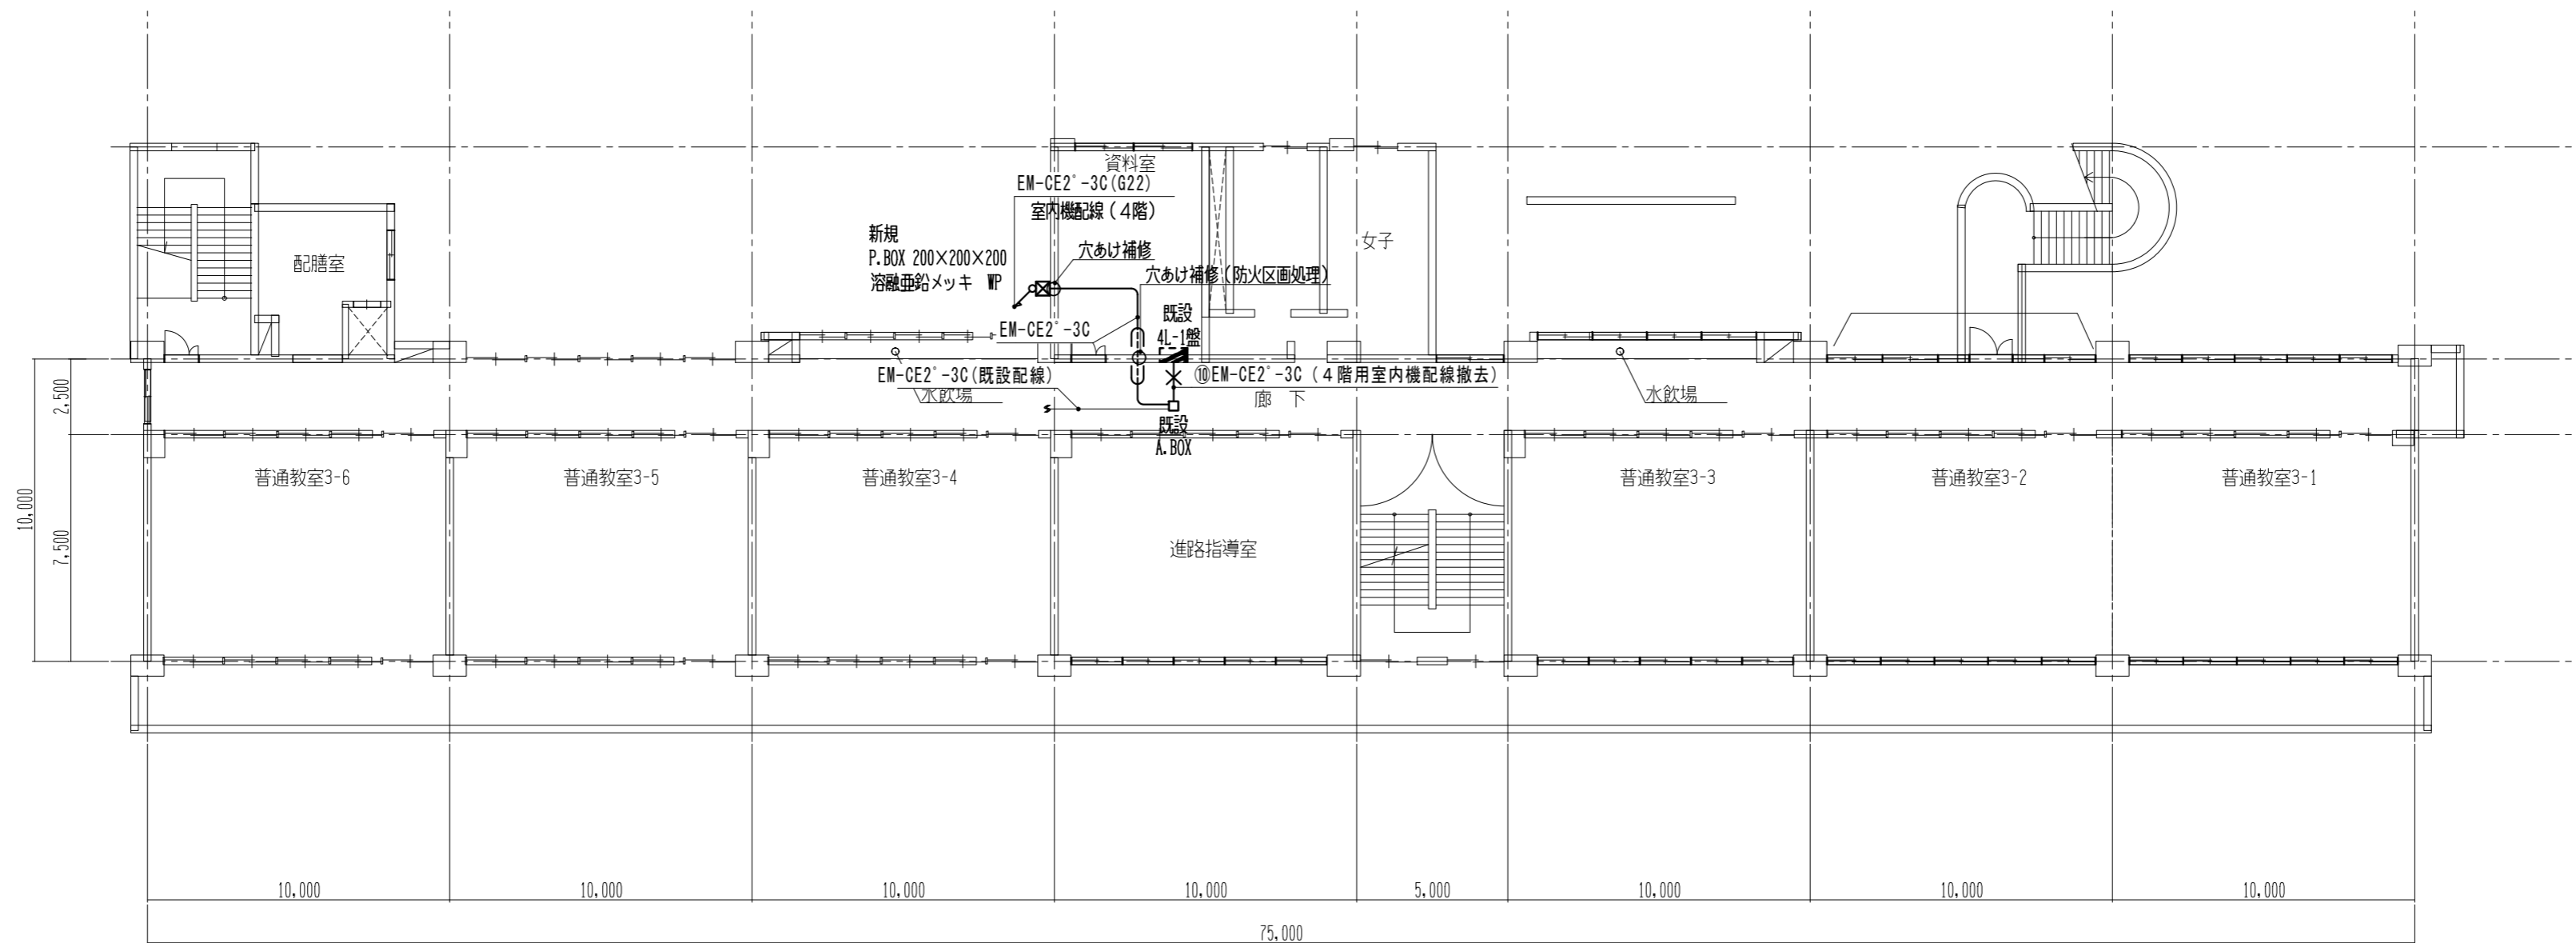 資料室
EM-CE2°-3C(G22)
室内機配線(4階)
新規
P.BOX 200×200×200
溶融亜鉛メッキ WP
穴あけ補修
穴あけ補修(防火区画処理)
女子
配膳室
既設
4L-1盤
EM-CE2°-3C
EM-CE2°-3C(既設配線)
⑩EM-CE2°-3C (4階用室内機配線撤去)
水飲場
廊 下
水飲場
既設
A.BOX
2,500
10,000
7,500
普通教室3-6
普通教室3-5
普通教室3-4
普通教室3-3
普通教室3-2
普通教室3-1
進路指導室
10,000
10,000
10,000
10,000
5,000
10,000
10,000
10,000
75,000